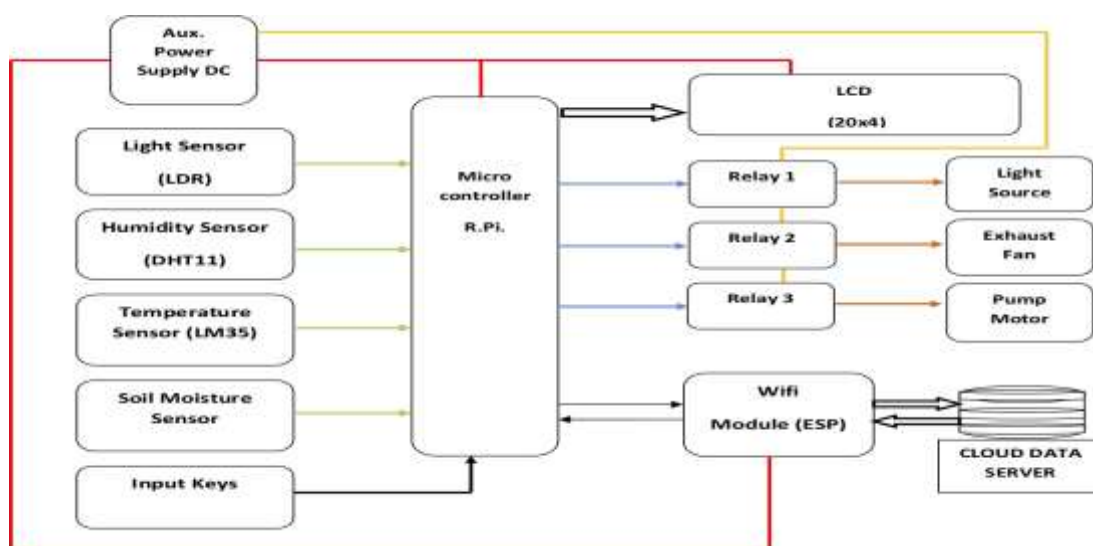 Aux.
Power
Supply DC
LCD
(20x4)
Light Sensor
(LDR)
Micro
controller
R.Pi.
Relay 1
Light
Source
Humidity Sensor
(DHT11)
Relay 2
Exhaust
Fan
Temperature
Sensor (LM35)
Relay 3
Pump
Motor
Soil Moisture
Sensor
Wifi
Module (ESP)
CLOUD DATA
SERVER
Input Keys